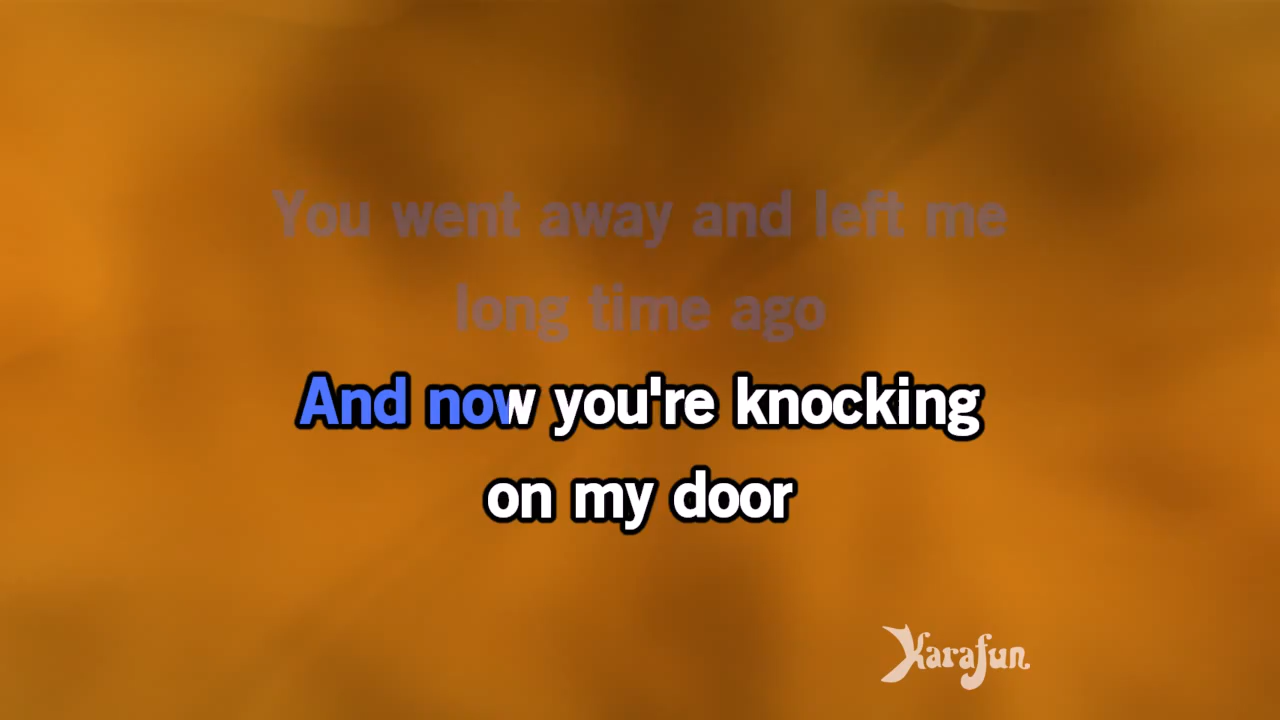 You went away and left me
long time ago
And now you're knocking
on my door
Karafun